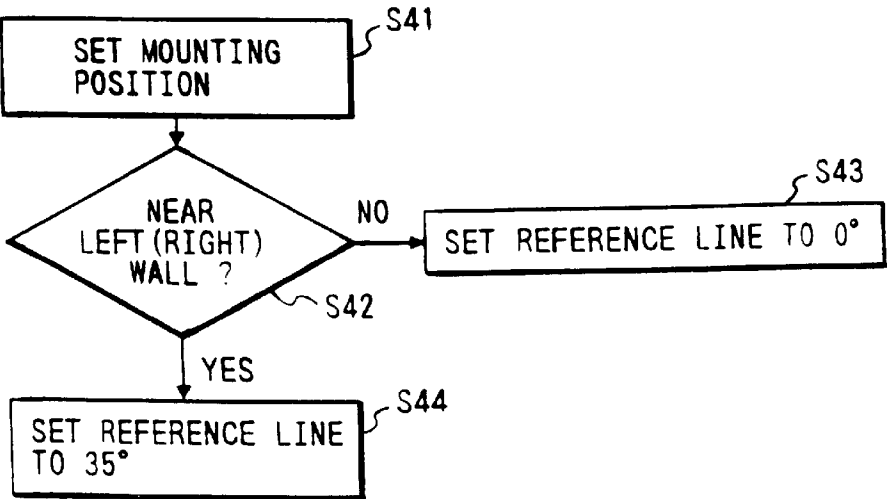 S41
SET MOUNTING
POSITION
NEAR
LEFT(RIGHT)
WALL ?
S42
NO
S43
SET REFERENCE LINE TO 0°
YES
S44
SET REFERENCE LINE
TO 35°